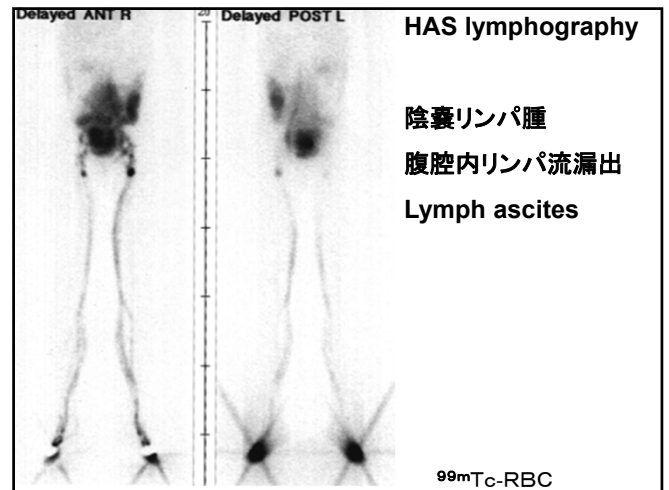 Delayed ANT R
20
Delayed POST L
HAS lymphography
陰嚢リンパ腫
腹腔内リンパ流漏出
Lymph ascites
99mTc-RBC